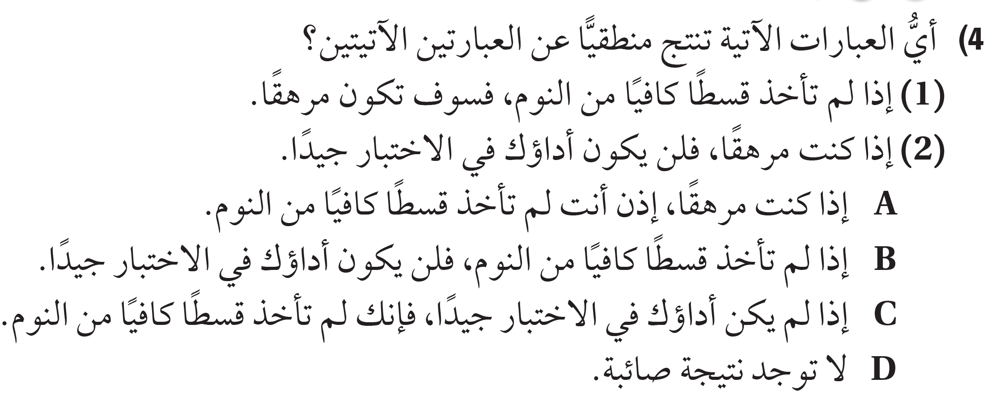 4) أيُّ العبارات الآتية تنتج منطقيًّا عن العبارتين الآتيتين؟
(1) إذا لم تأخذ قسطًا كافيًا من النوم، فسوف تكون مرهقًا.
(2) إذا كنت مرهقًا، فلن يكون أداؤك في الاختبار جيدًا.
A إذا كنت مرهقًا، إذن أنت لم تأخذ قسطًا كافيًا من النوم.
B إذا لم تأخذ قسطًا كافيًا من النوم، فلن يكون أداؤك في الاختبار جيدًا.
C إذا لم يكن أداؤك في الاختبار جيدًا، فإنك لم تأخذ قسطًا كافيًا من النوم.
D لا توجد نتيجة صائبة.